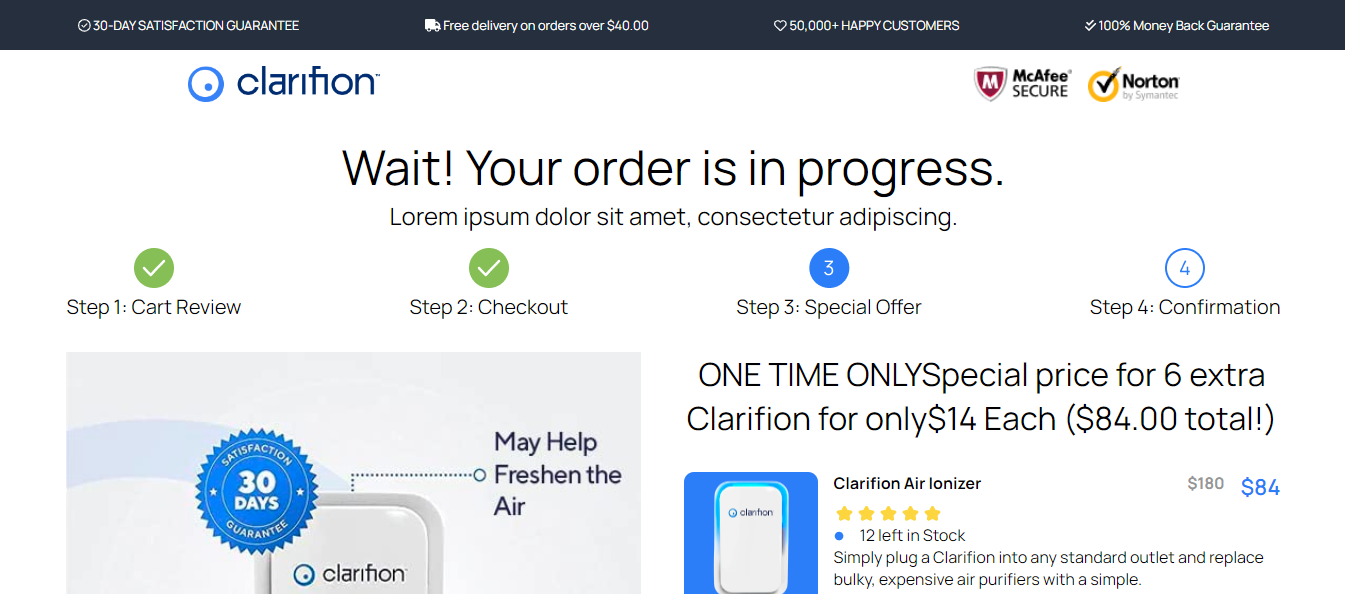 30-DAY SATISFACTION GUARANTEE
Free delivery on orders over $40.00
50,000+ HAPPY CUSTOMERS
100% Money Back Guarantee
clarifion™
McAfee®
SECURE
Norton
by Symantec
Wait! Your order is in progress.
Lorem ipsum dolor sit amet, consectetur adipiscing.
3
4
Step 1: Cart Review
Step 2: Checkout
Step 3: Special Offer
Step 4: Confirmation
SATISFACTION
30
DAYS
GUARANTEE
May Help
Freshen the
Air
clarifion
ONE TIME ONLYSpecial price for 6 extra
Clarifion for only$14 Each ($84.00 total!)
clarifion
Clarifion Air Ionizer
$180
$84
12 left in Stock
Simply plug a Clarifion into any standard outlet and replace
bulky, expensive air purifiers with a simple.